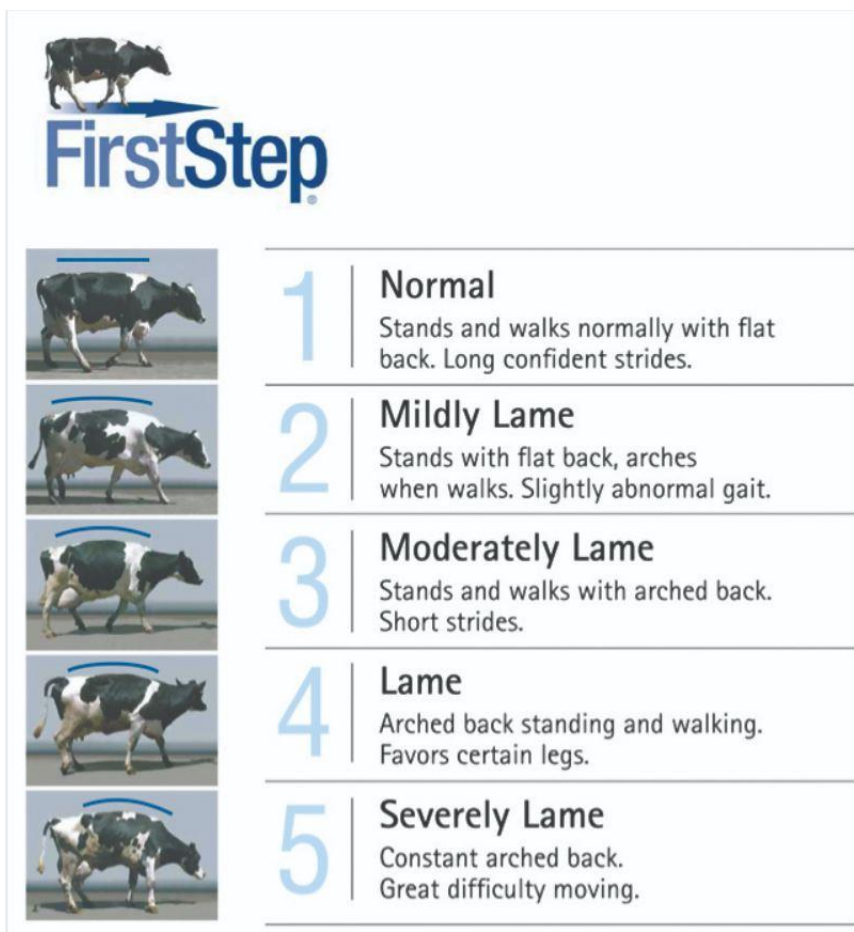 FirstStep®
1
Normal
Stands and walks normally with flat
back. Long confident strides.
2
Mildly Lame
Stands with flat back, arches
when walks. Slightly abnormal gait.
3
Moderately Lame
Stands and walks with arched back.
Short strides.
4
Lame
Arched back standing and walking.
Favors certain legs.
5
Severely Lame
Constant arched back.
Great difficulty moving.